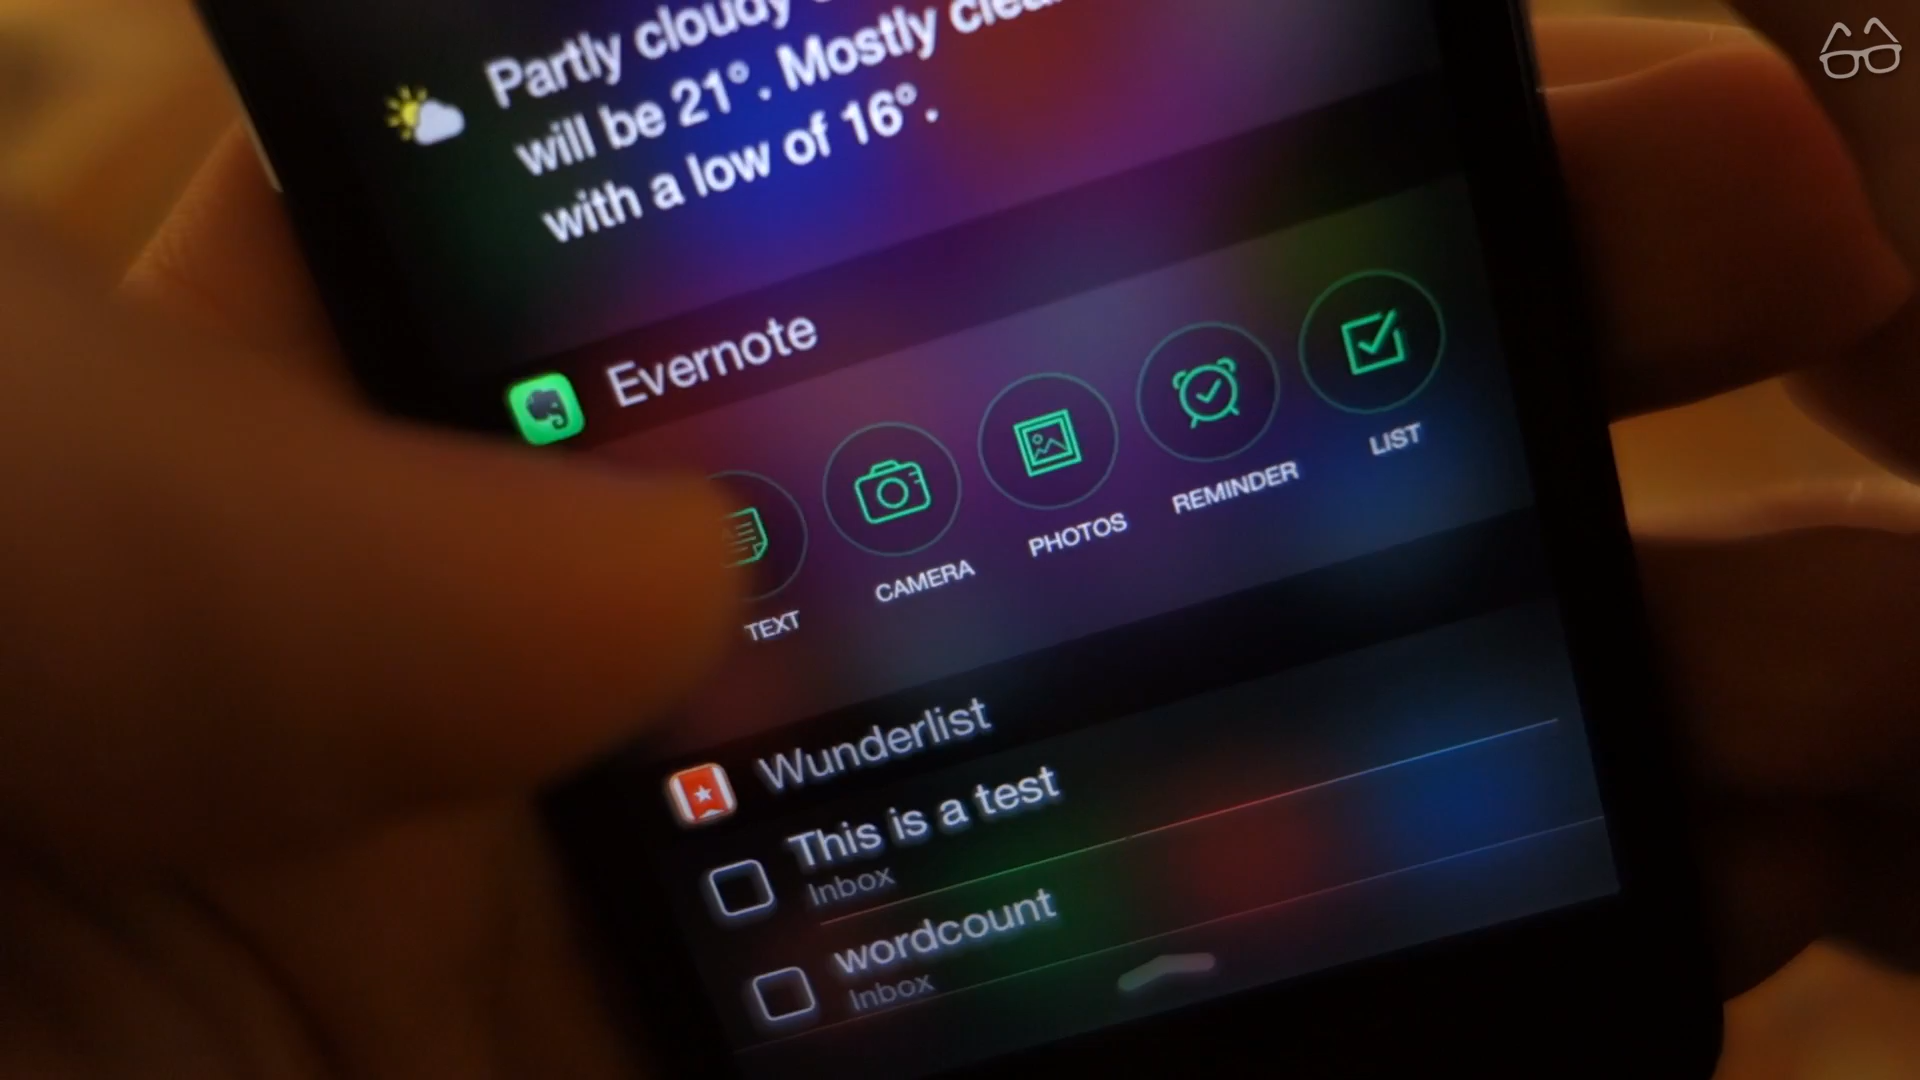 Partly cloudy
will be 21°. Mostly clear
with a low of 16°.
Evernote
TEXT
CAMERA
PHOTOS
REMINDER
LIST
Wunderlist
This is a test
Inbox
wordcount
Inbox